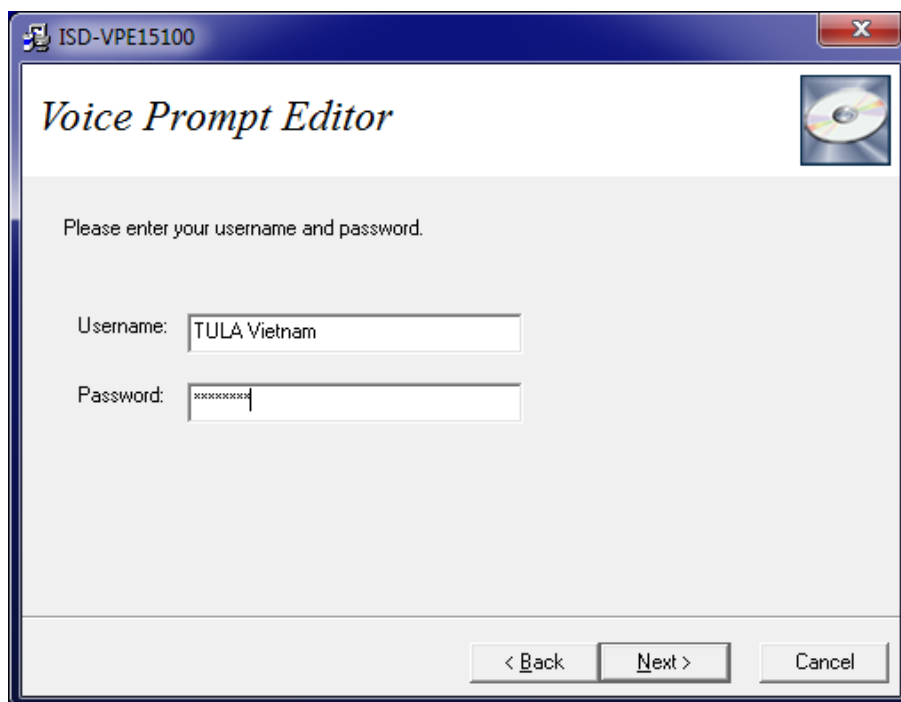 ISD-VPE15100
X
Voice Prompt Editor
Please enter your username and password.
Username: TULA Vietnam
Password: ********
< Back Next > Cancel